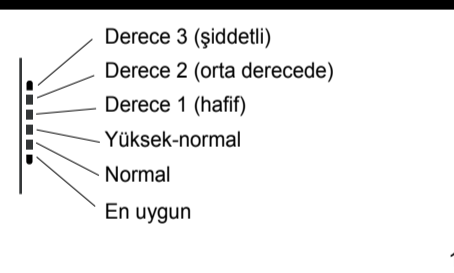 Derece 3 (şiddetli)
Derece 2 (orta derecede)
Derece 1 (hafif)
Yüksek-normal
Normal
En uygun